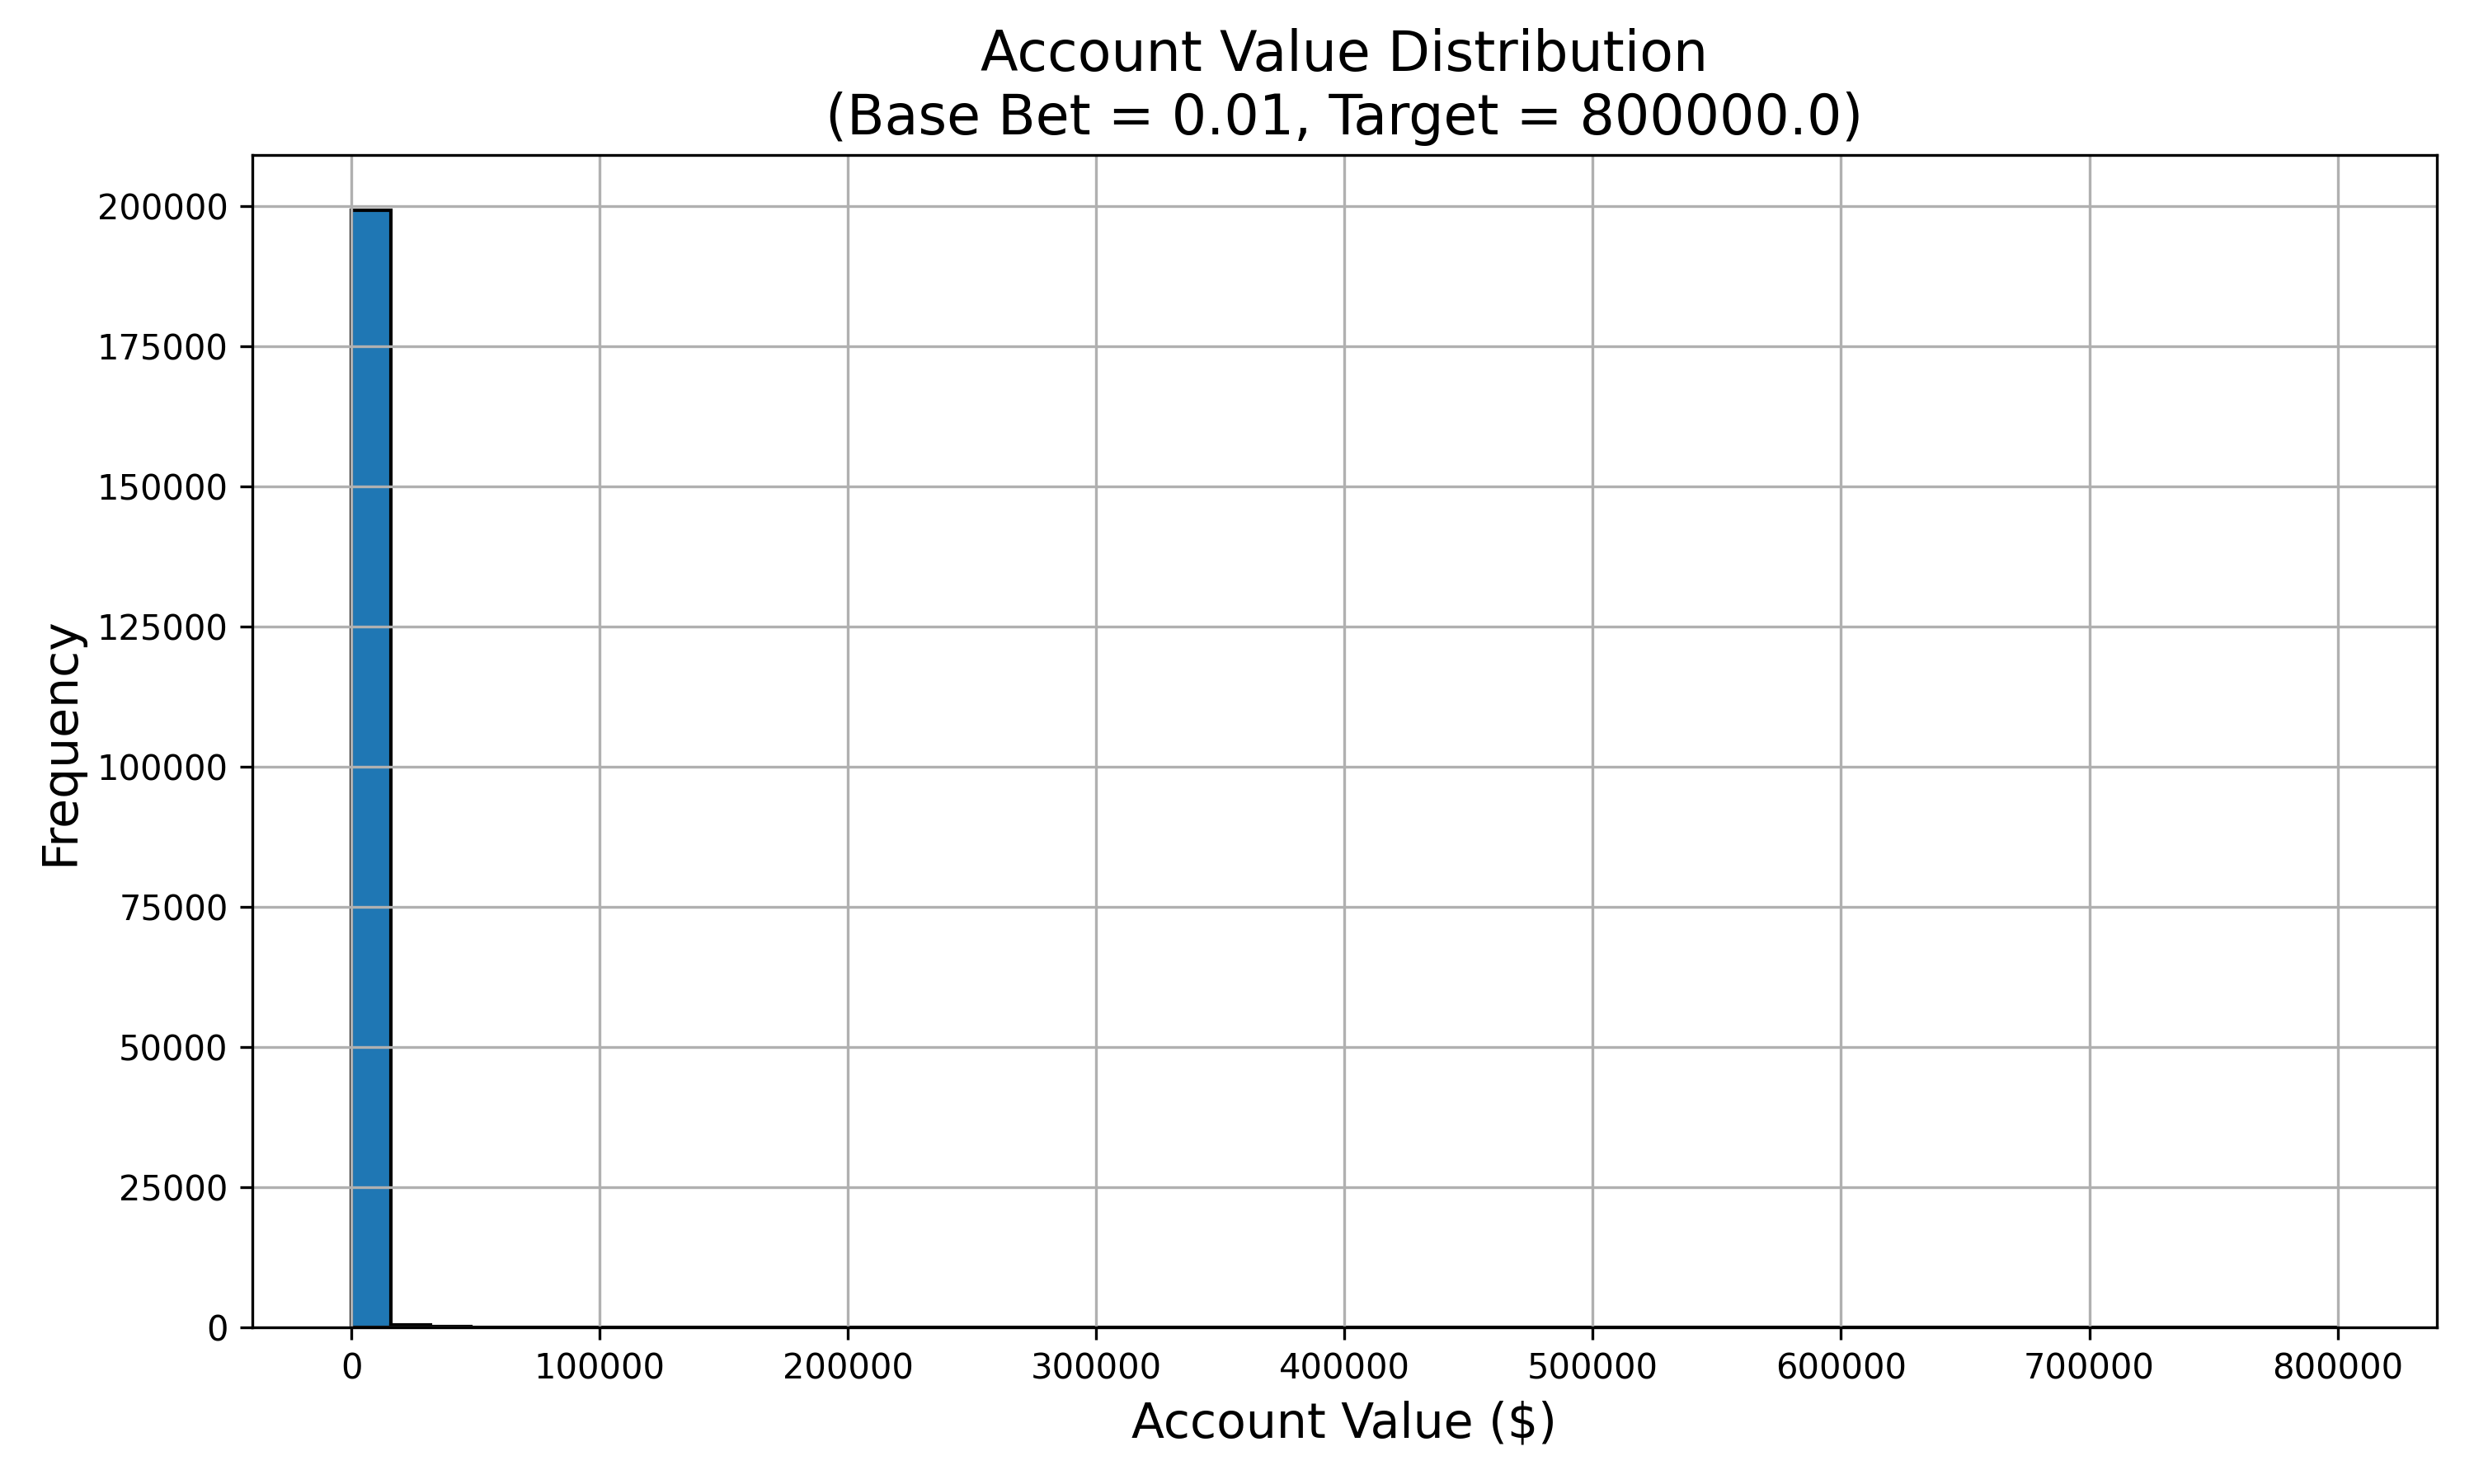 Account Value Distribution
(Base Bet = 0.01, Target = 800000.0)
Frequency
200000
175000
150000
125000
100000
75000
50000
25000
0
0 100000 200000 300000 400000 500000 600000 700000 800000
Account Value ($)